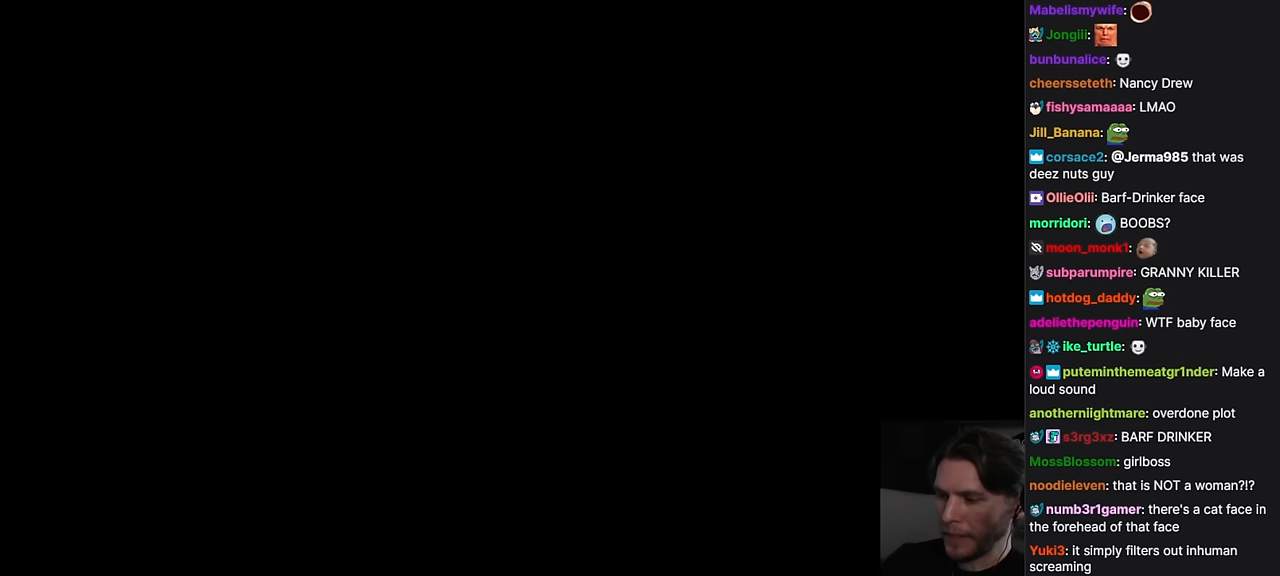 Mabelismywife:
Jongiii:
bunbunalice:
cheersseteth: Nancy Drew
fishysamaaaa: LMAO
Jill_Banana:
corsace2: @Jerma985 that was
deez nuts guy
OllieOlii: Barf-Drinker face
morridori: BOOBS?
moon_monk1:
subparumpire: GRANNY KILLER
hotdog_daddy:
adeliethepenguin: WTF baby face
ike_turtle:
puteminthemeatgr1nder: Make a
loud sound
anotherniightmare: overdone plot
s3rg3xz: BARF DRINKER
MossBlossom: girlboss
noodieleven: that is NOT a woman?!?
numb3r1gamer: there's a cat face in
the forehead of that face
Yuki3: it simply filters out inhuman
screaming